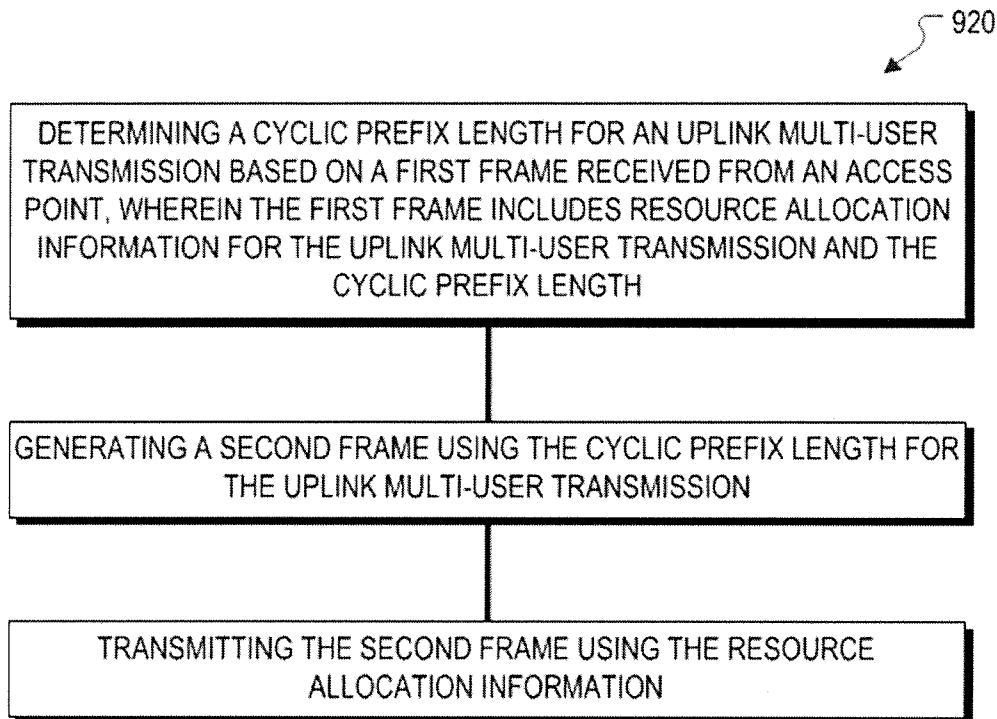 920
DETERMINING A CYCLIC PREFIX LENGTH FOR AN UPLINK MULTI-USER
TRANSMISSION BASED ON A FIRST FRAME RECEIVED FROM AN ACCESS
POINT, WHEREIN THE FIRST FRAME INCLUDES RESOURCE ALLOCATION
INFORMATION FOR THE UPLINK MULTI-USER TRANSMISSION AND THE
CYCLIC PREFIX LENGTH
GENERATING A SECOND FRAME USING THE CYCLIC PREFIX LENGTH FOR
THE UPLINK MULTI-USER TRANSMISSION
TRANSMITTING THE SECOND FRAME USING THE RESOURCE
ALLOCATION INFORMATION